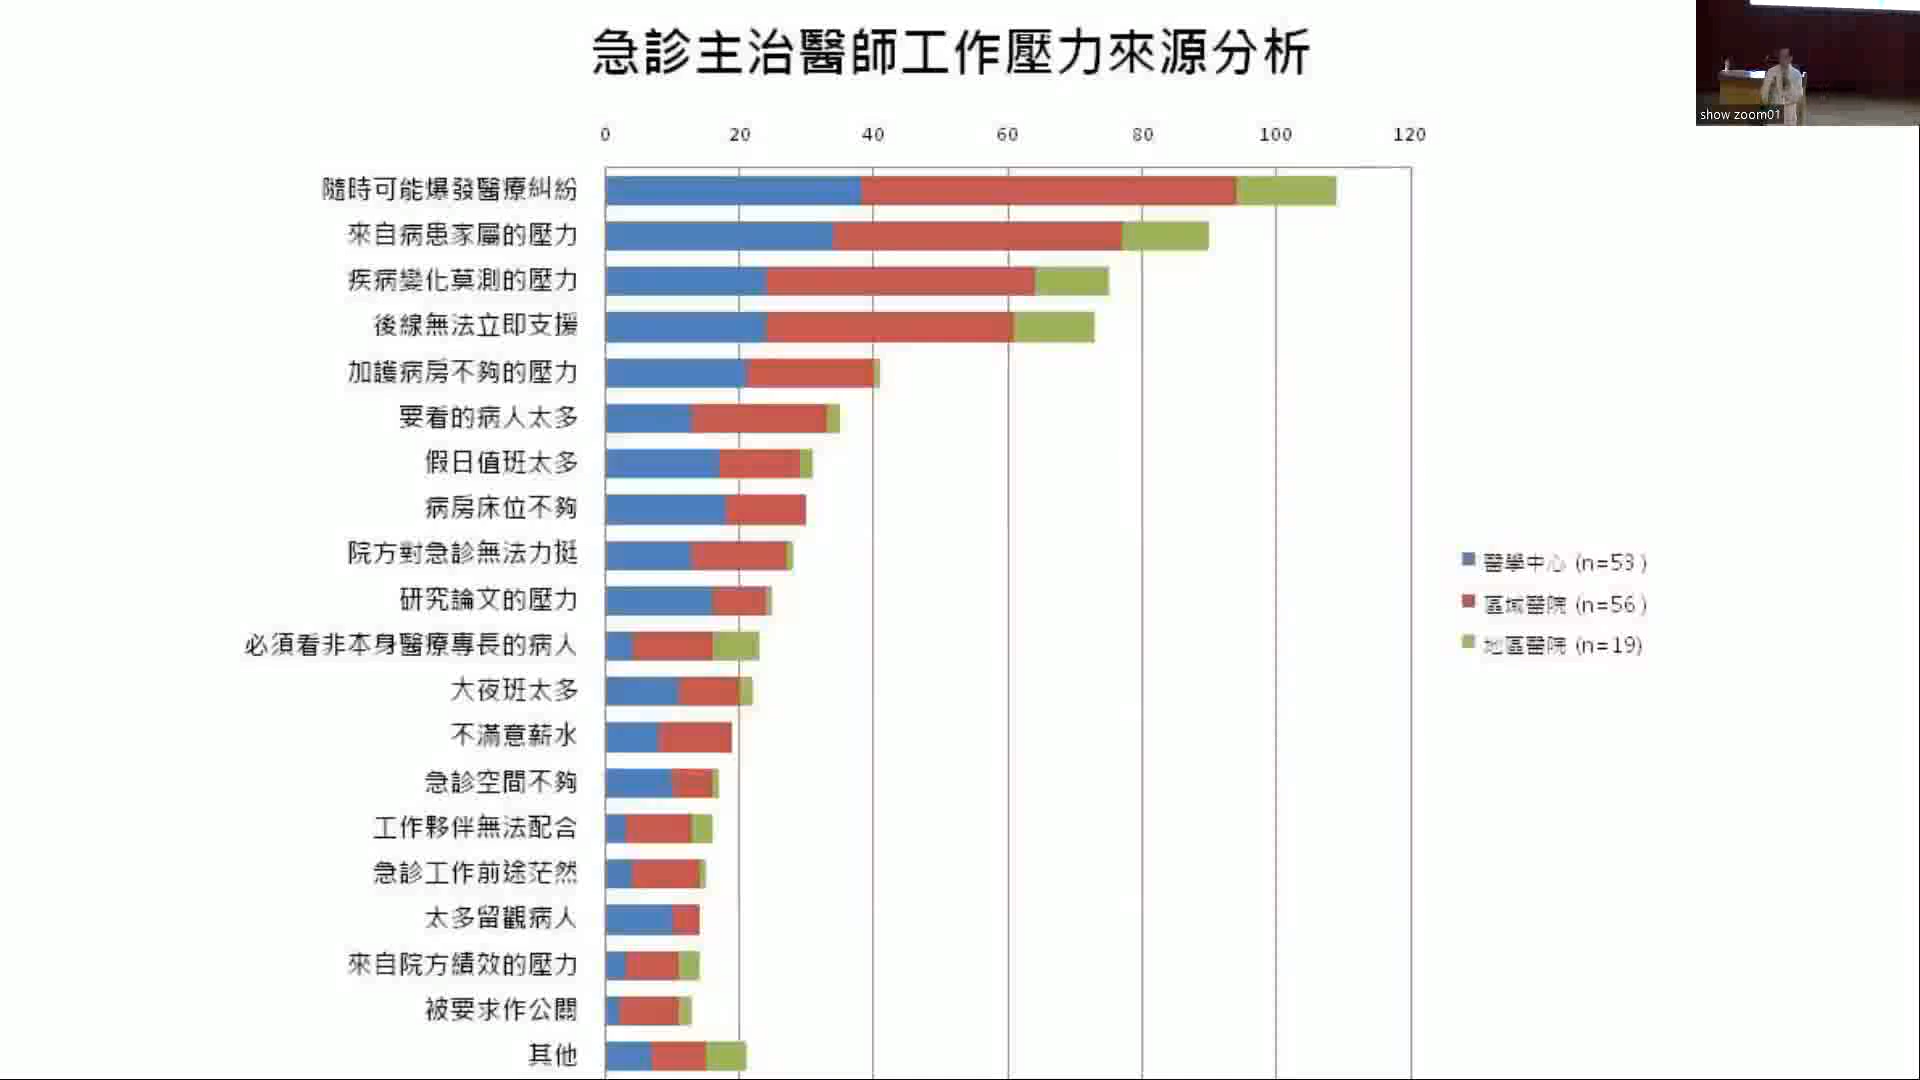 急診主治醫師工作壓力來源分析
show zoom01
0 20 40 60 80 100 120
隨時可能爆發醫療糾紛
來自病患家屬的壓力
疾病變化莫測的壓力
後線無法立即支援
加護病房不夠的壓力
要看的病人太多
假日值班太多
病房床位不夠
院方對急診無法力挺
研究論文的壓力
必須看非本身醫療專長的病人
大夜班太多
不滿意薪水
急診空間不夠
工作夥伴無法配合
急診工作前途茫然
太多留觀病人
來自院方績效的壓力
被要求作公關
其他
醫學中心 (n=53 )
區域醫院 (n=56 )
地區醫院 (n=19)